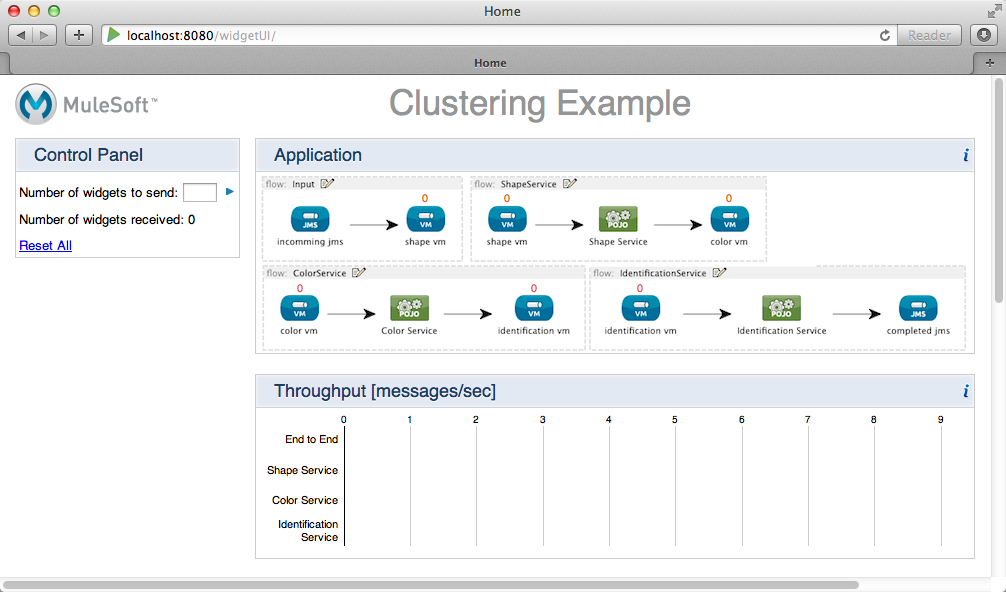 Home
localhost:8080/widgetUI/
Reader
Home
MuleSoft™
Clustering Example
Control Panel
Number of widgets to send:
Number of widgets received: 0
Reset All
Application
i
flow: Input
flow: ShapeService
0 0 0
JMS VM VM POJO VM
incomming jms shape vm shape vm Shape Service color vm
flow: ColorService
flow: IdentificationService
0 0 0
VM POJO VM VM POJO JMS
color vm Color Service identification vm identification vm Identification Service completed jms
Throughput [messages/sec]
i
0 1 2 3 4 5 6 7 8 9
End to End
Shape Service
Color Service
Identification
Service